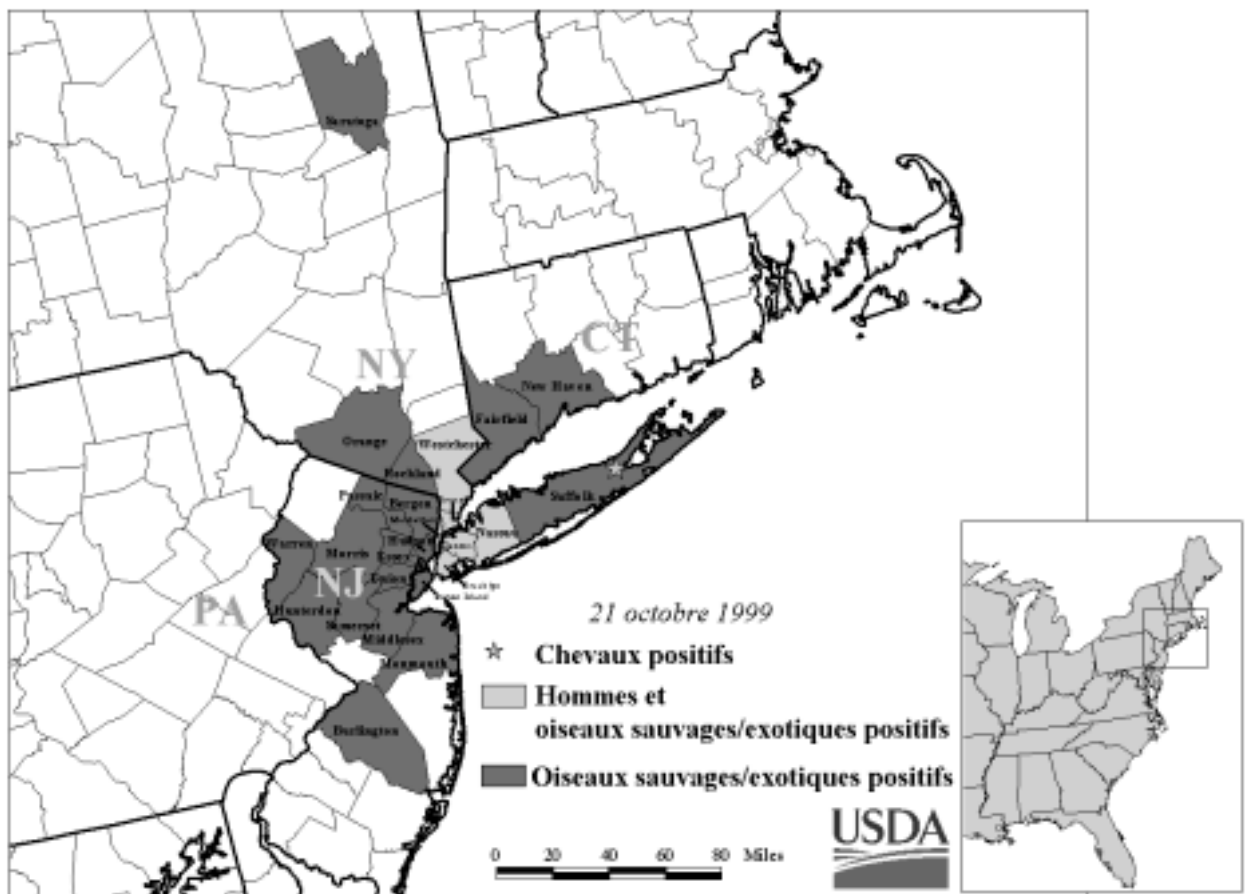 Saratoga
NY
CT
New Haven
Fairfield
Orange
Westchester
Rockland
Passaic
Bergen
Suffolk
Nassau
Warren
Morris
Essex
NJ
Union
PA
Hunterdon
Somerset
Middlesex
Monmouth
Burlington
21 octobre 1999
Chevaux positifs
Hommes et
oiseaux sauvages/exotiques positifs
Oiseaux sauvages/exotiques positifs
0 20 40 60 80 Miles
USDA